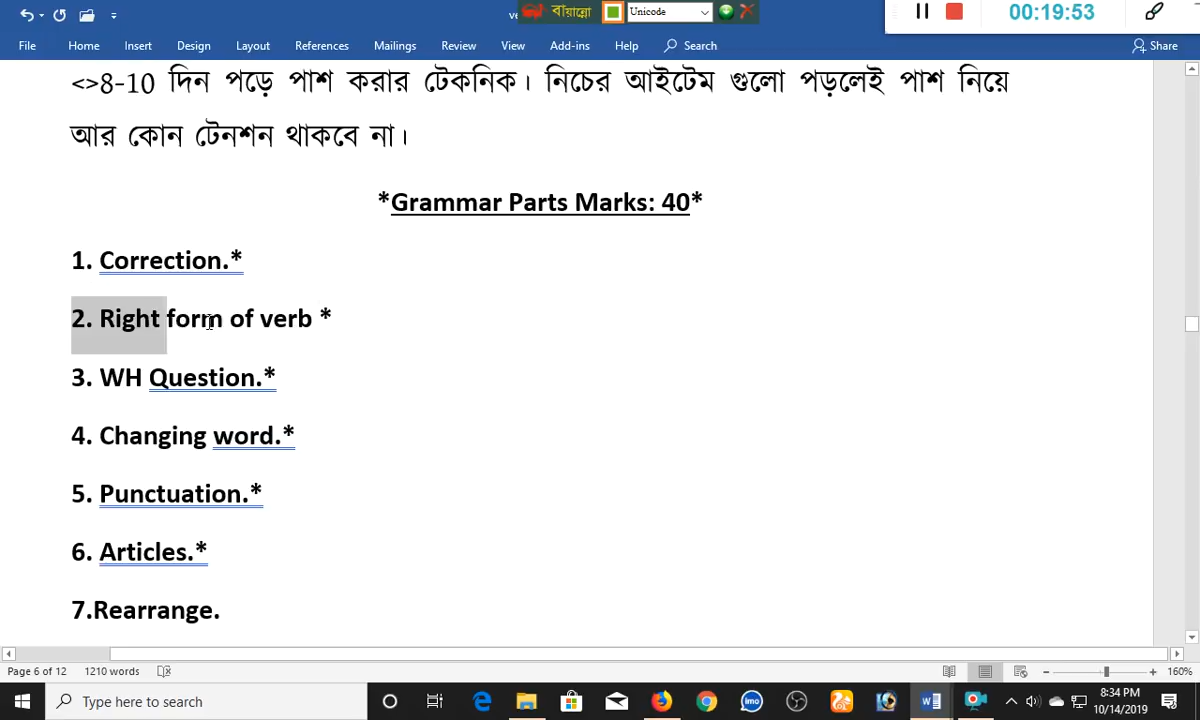 ve
বায়ান্নো
Unicode
00:19:53
File Home Insert Design Layout References Mailings Review View Add-ins Help Search Share
<>8-10 দিন পড়ে পাশ করার টেকনিক। নিচের আইটেম গুলো পড়লেই পাশ নিয়ে
আর কোন টেনশন থাকবে না।
*Grammar Parts Marks: 40*
1. Correction.*
2. Right form of verb *
3. WH Question.*
4. Changing word.*
5. Punctuation.*
6. Articles.*
7.Rearrange.
Page 6 of 12 1210 words 160%
Type here to search
imo
8:34 PM
10/14/2019